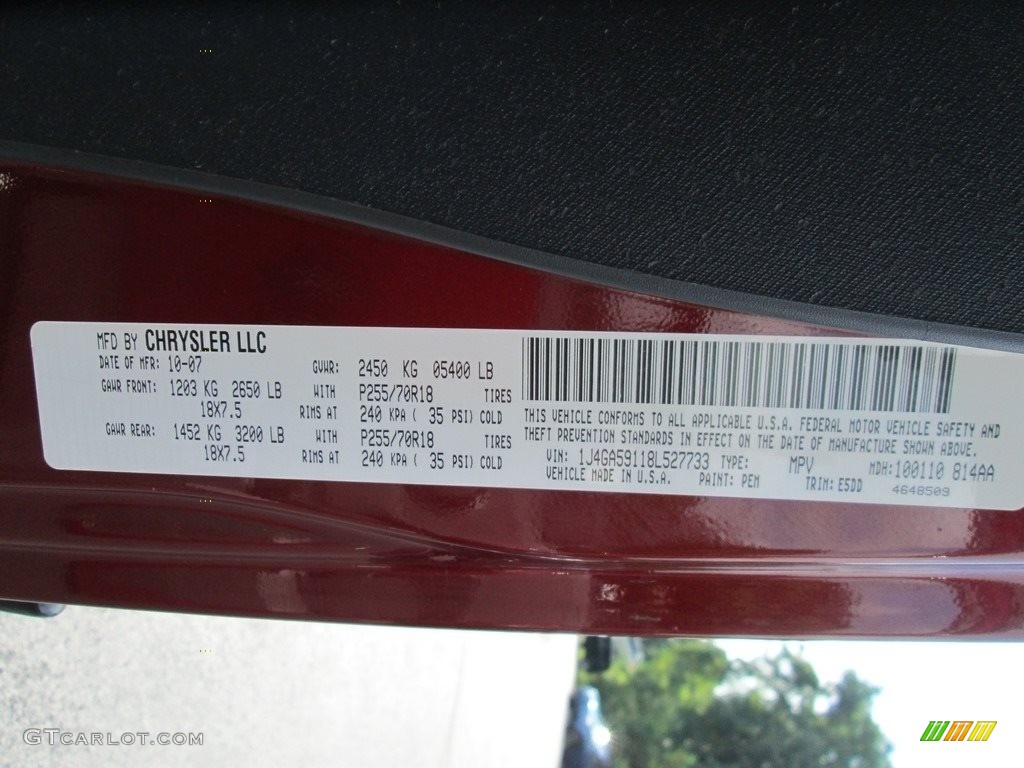 MFD BY CHRYSLER LLC
DATE OF MFR: 10-07 GVWR: 2450 KG 05400 LB
GAWR FRONT: 1203 KG 2650 LB WITH P255/70R18 TIRES
18X7.5 RIMS AT 240 KPA ( 35 PSI) COLD
GAWR REAR: 1452 KG 3200 LB WITH P255/70R18 TIRES
18X7.5 RIMS AT 240 KPA ( 35 PSI) COLD
THIS VEHICLE CONFORMS TO ALL APPLICABLE U.S.A. FEDERAL MOTOR VEHICLE SAFETY AND
THEFT PREVENTION STANDARDS IN EFFECT ON THE DATE OF MANUFACTURE SHOWN ABOVE.
VIN: 1J4GA59118L527733 TYPE: MPV MDH: 100110 814AA
VEHICLE MADE IN U.S.A. PAINT: PEM TRIM: E5DD 4648509
GTCARLOT.COM